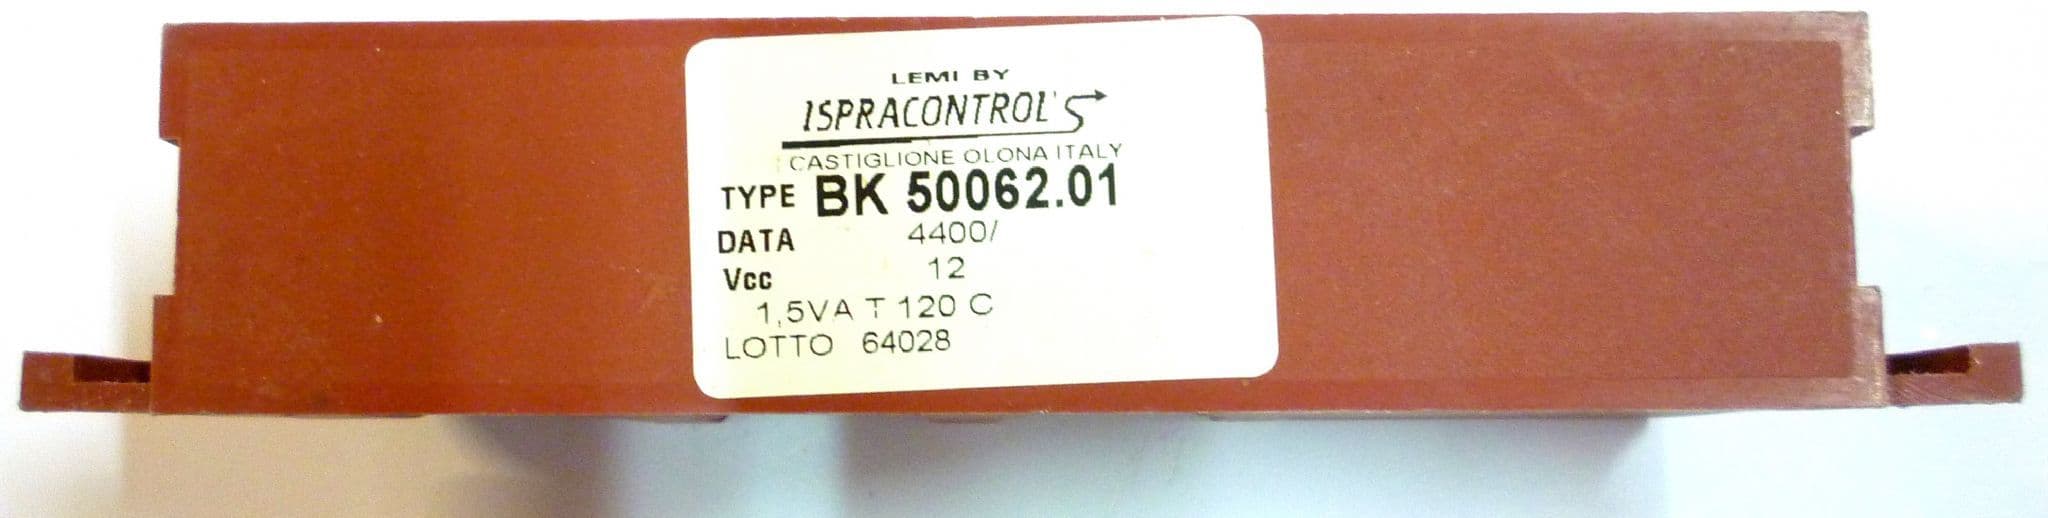 LEMI BY
ISPRACONTROL'S
CASTIGLIONE OLONA ITALY
TYPE BK 50062.01
DATA 4400/
Vcc 12
1,5VA T 120 C
LOTTO 64028